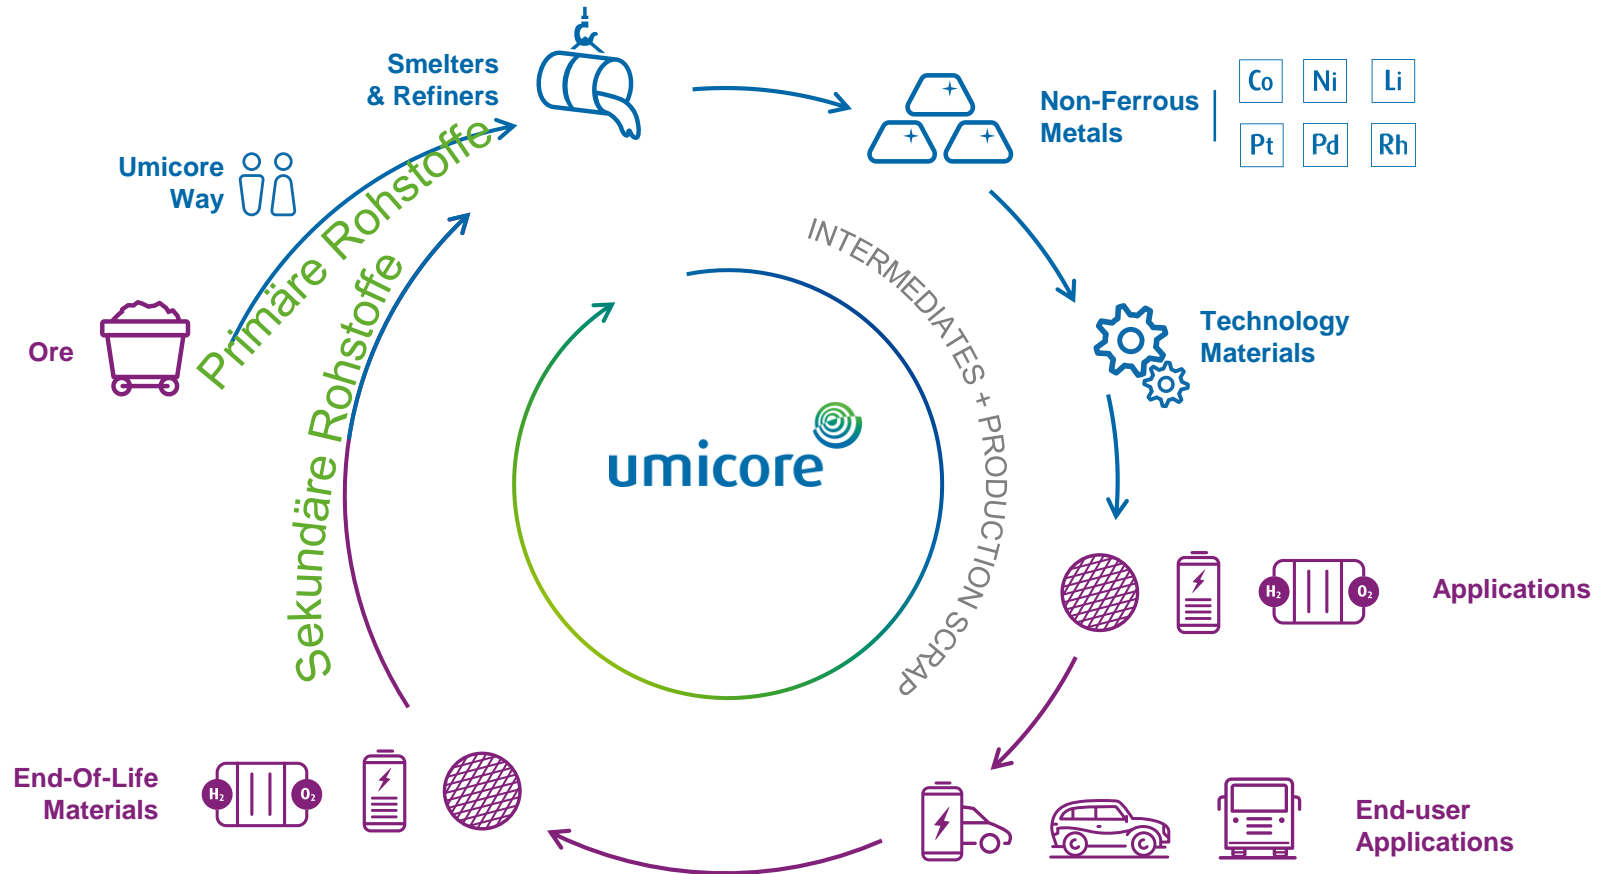 Smelters
& Refiners
Non-Ferrous
Metals
Co Ni Li
Pt Pd Rh
Umicore
Way
Primäre Rohstoffe
Sekundäre Rohstoffe
Ore
INTERMEDIATES + PRODUCTION SCRAP
Technology
Materials
umicore
H₂ O₂
Applications
End-Of-Life
Materials
H₂ O₂
End-user
Applications